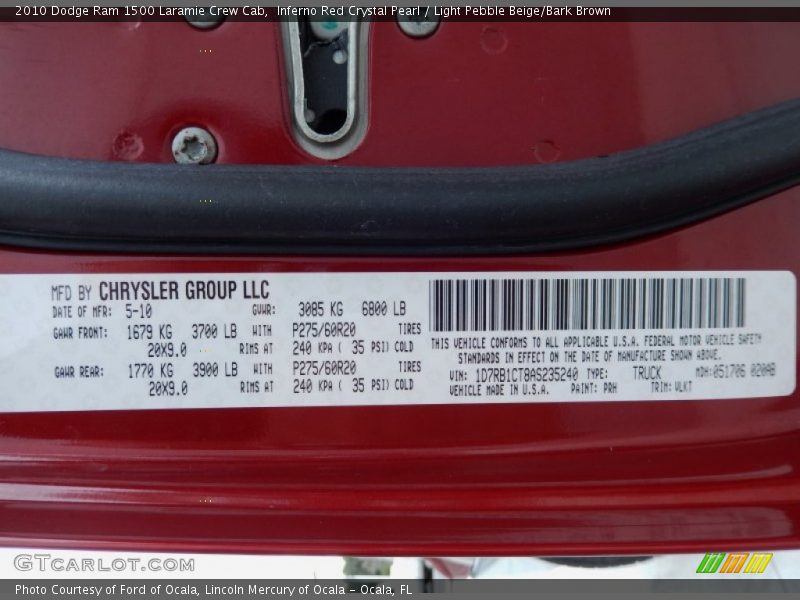 2010 Dodge Ram 1500 Laramie Crew Cab,  Inferno Red Crystal Pearl / Light Pebble Beige/Bark Brown
MFD BY CHRYSLER GROUP LLC
DATE OF MFR: 5-10 GVWR: 3085 KG 6800 LB
GAWR FRONT: 1679 KG 3700 LB WITH P275/60R20 TIRES
20X9.0 RIMS AT 240 KPA ( 35 PSI) COLD
GAWR REAR: 1770 KG 3900 LB WITH P275/60R20 TIRES
20X9.0 RIMS AT 240 KPA ( 35 PSI) COLD
THIS VEHICLE CONFORMS TO ALL APPLICABLE U.S.A. FEDERAL MOTOR VEHICLE SAFETY
STANDARDS IN EFFECT ON THE DATE OF MANUFACTURE SHOWN ABOVE.
VIN: 1D7RB1CT8AS235240 TYPE: TRUCK MDH: 051706 020AB
VEHICLE MADE IN U.S.A. PAINT: PRH TRIM: VLKT
GTCarLot.com
Photo Courtesy of Ford of Ocala, Lincoln Mercury of Ocala - Ocala, FL